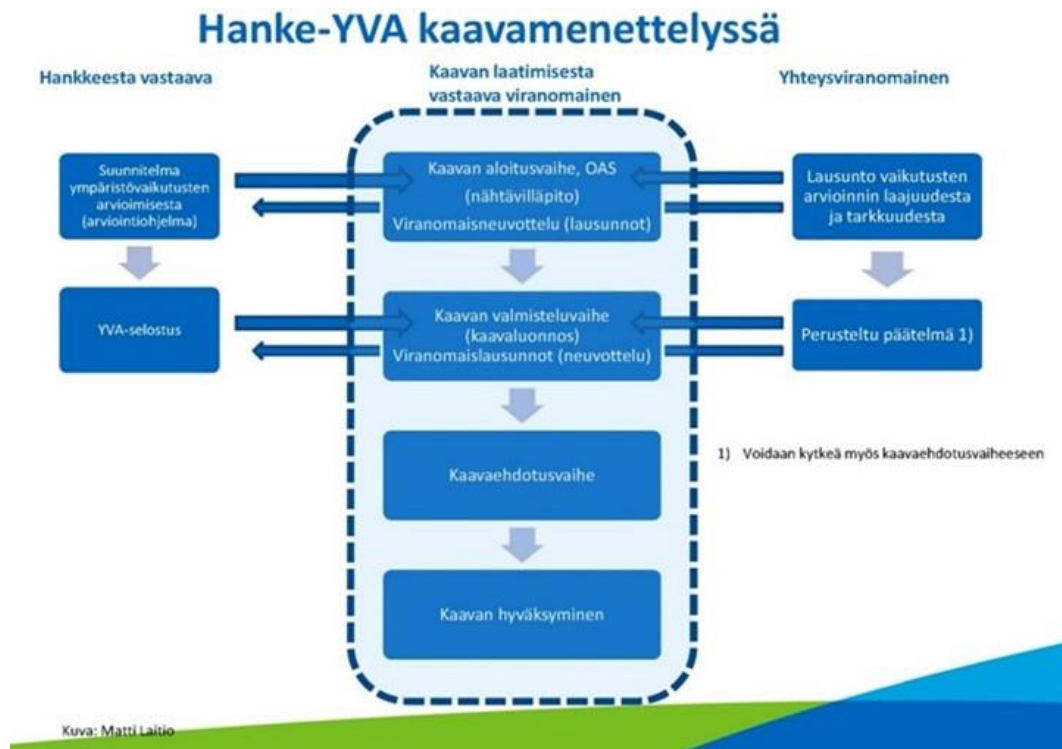 Hanke-YVA kaavamenettelyssä
Hankkeesta vastaava
Kaavan laatimisesta
vastaava viranomainen
Yhteysviranomainen
Suunnitelma
ympäristövaikutusten
arvioimisesta
(arviointiohjelma)
Kaavan aloitusvaihe, OAS
(nähtävilläpito)
Viranomaisneuvottelu (lausunnot)
Lausunto vaikutusten
arvioinnin laajuudesta
ja tarkkuudesta
YVA-selostus
Kaavan valmisteluvaihe
(kaavaluonnos)
Viranomaislausunnot (neuvottelu)
Perusteltu päätelmä 1)
Kaavaehdotusvaihe
1) Voidaan kytkeä myös kaavaehdotusvaiheeseen
Kaavan hyväksyminen
Kuva: Matti Laitio